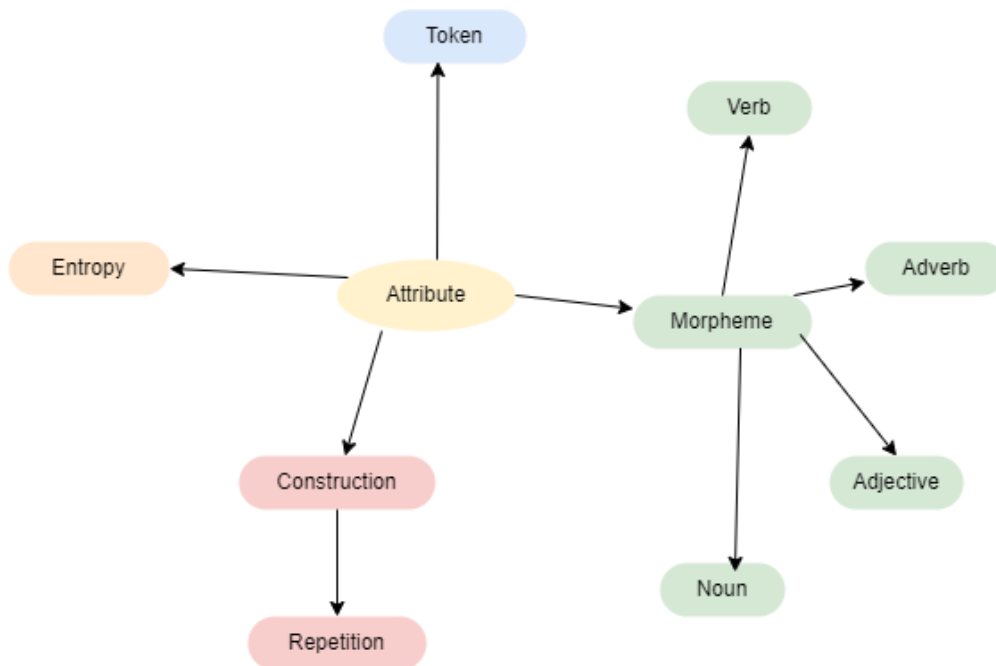 Token
Verb
Entropy
Adverb
Attribute
Morpheme
Construction
Adjective
Noun
Repetition